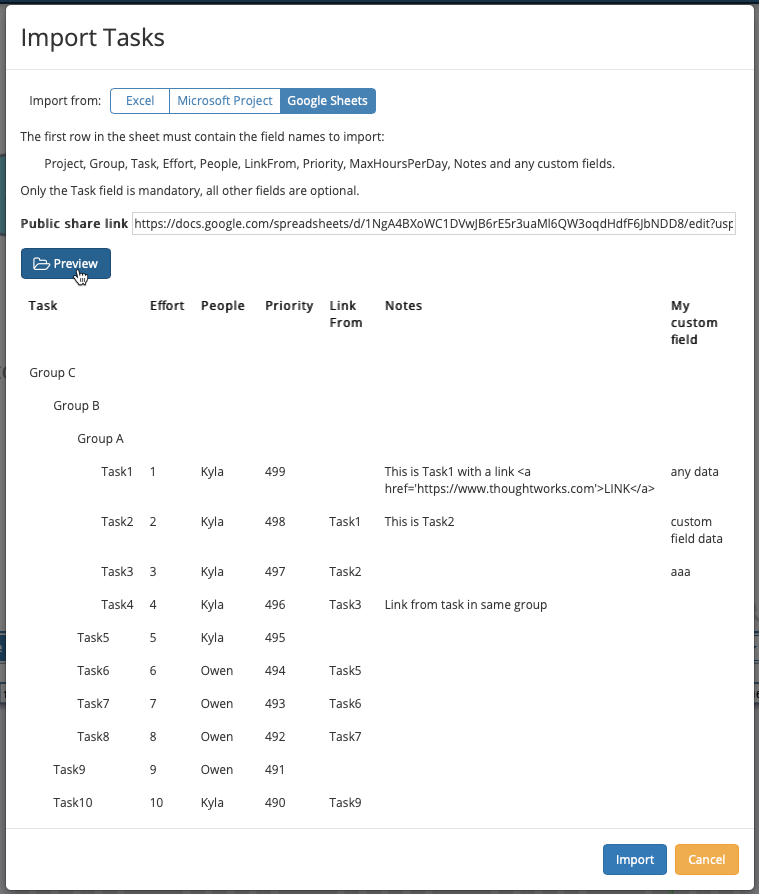 Import Tasks
Import from: Excel Microsoft Project Google Sheets
The first row in the sheet must contain the field names to import:
Project, Group, Task, Effort, People, LinkFrom, Priority, MaxHoursPerDay, Notes and any custom fields.
Only the Task field is mandatory, all other fields are optional.
Public share link https://docs.google.com/spreadsheets/d/1NgA4BXoWC1DVwJB6rE5r3uaMl6QW3oqdHdfF6JbNDD8/edit?usp
Preview
Task Effort People Priority Link From Notes My custom field
Group C
Group B
Group A
Task1 1 Kyla 499 This is Task1 with a link <a href='https://www.thoughtworks.com'>LINK</a> any data
Task2 2 Kyla 498 Task1 This is Task2 custom field data
Task3 3 Kyla 497 Task2 aaa
Task4 4 Kyla 496 Task3 Link from task in same group
Task5 5 Kyla 495
Task6 6 Owen 494 Task5
Task7 7 Owen 493 Task6
Task8 8 Owen 492 Task7
Task9 9 Owen 491
Task10 10 Kyla 490 Task9
Import Cancel